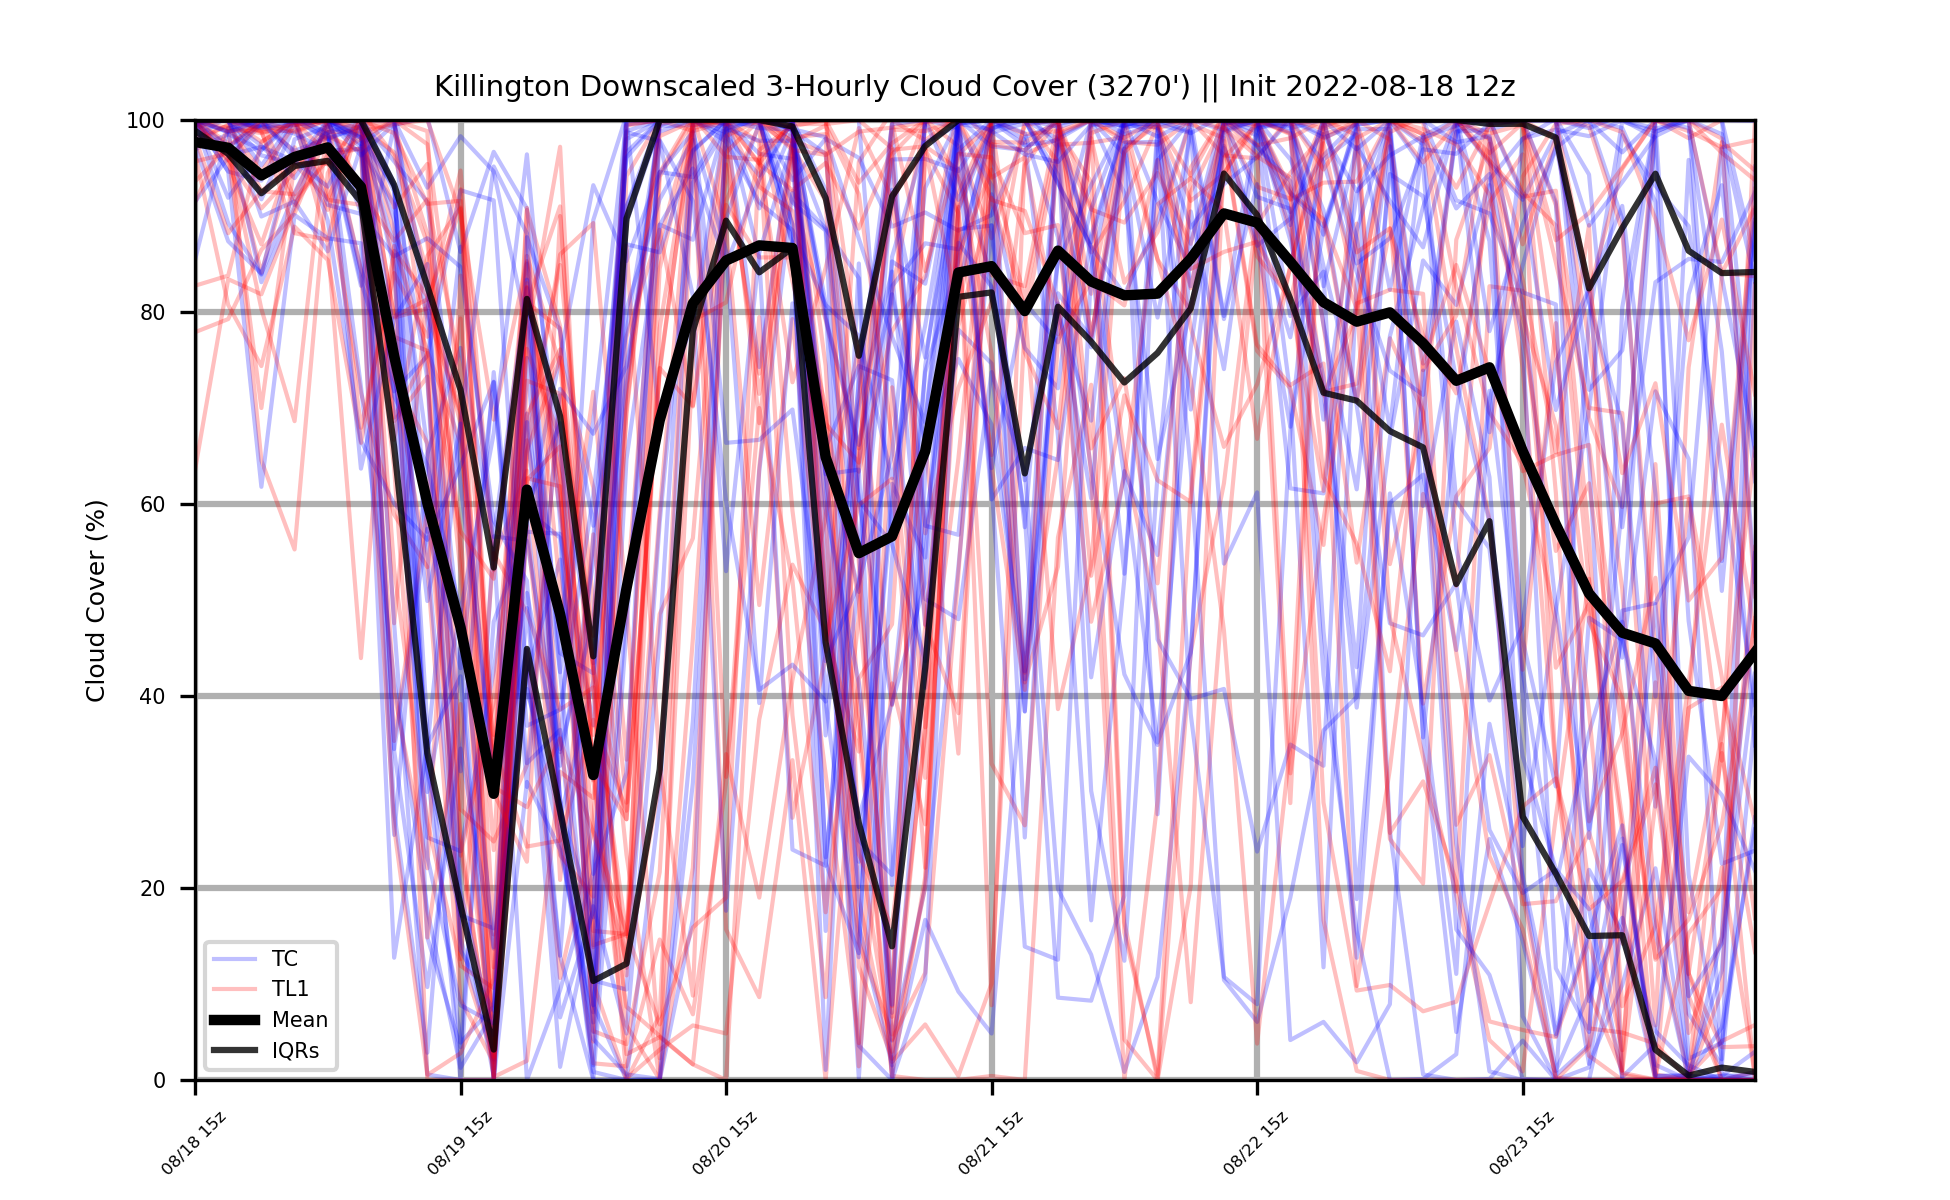 Killington Downscaled 3-Hourly Cloud Cover (3270') || Init 2022-08-18 12z
Cloud Cover (%)
100
80
60
40
20
0
TC
TL1
Mean
IQRs
08/18 15z
08/19 15z
08/20 15z
08/21 15z
08/22 15z
08/23 15z